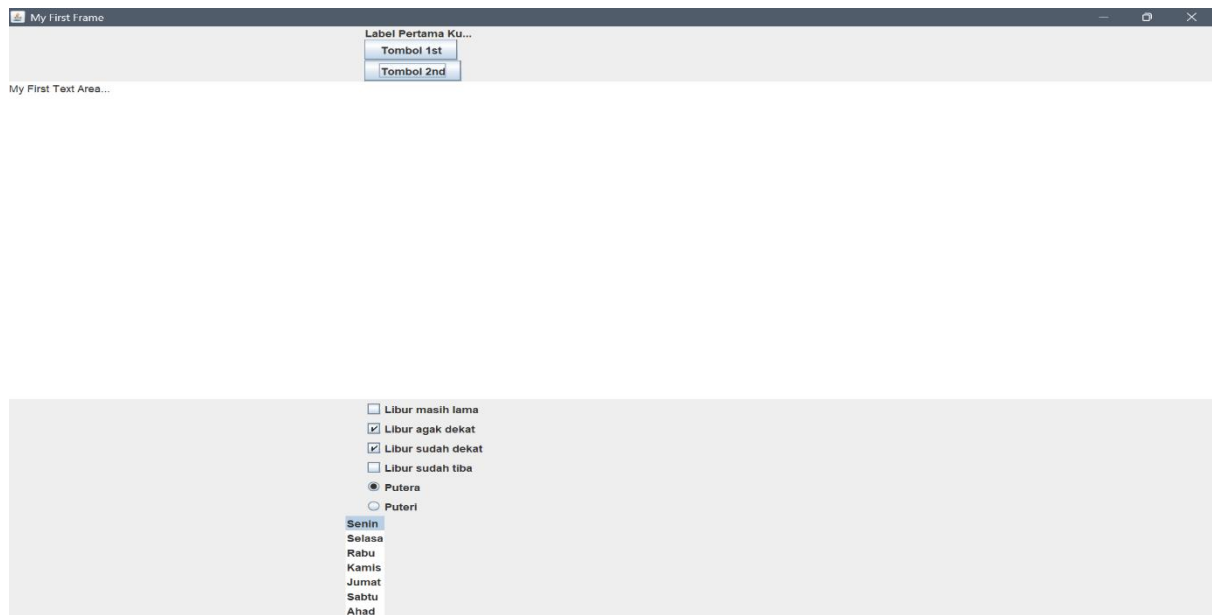 My First Frame
Label Pertama Ku...
Tombol 1st
Tombol 2nd
My First Text Area...
Libur masih lama
Libur agak dekat
Libur sudah dekat
Libur sudah tiba
Putera
Puteri
Senin
Selasa
Rabu
Kamis
Jumat
Sabtu
Ahad